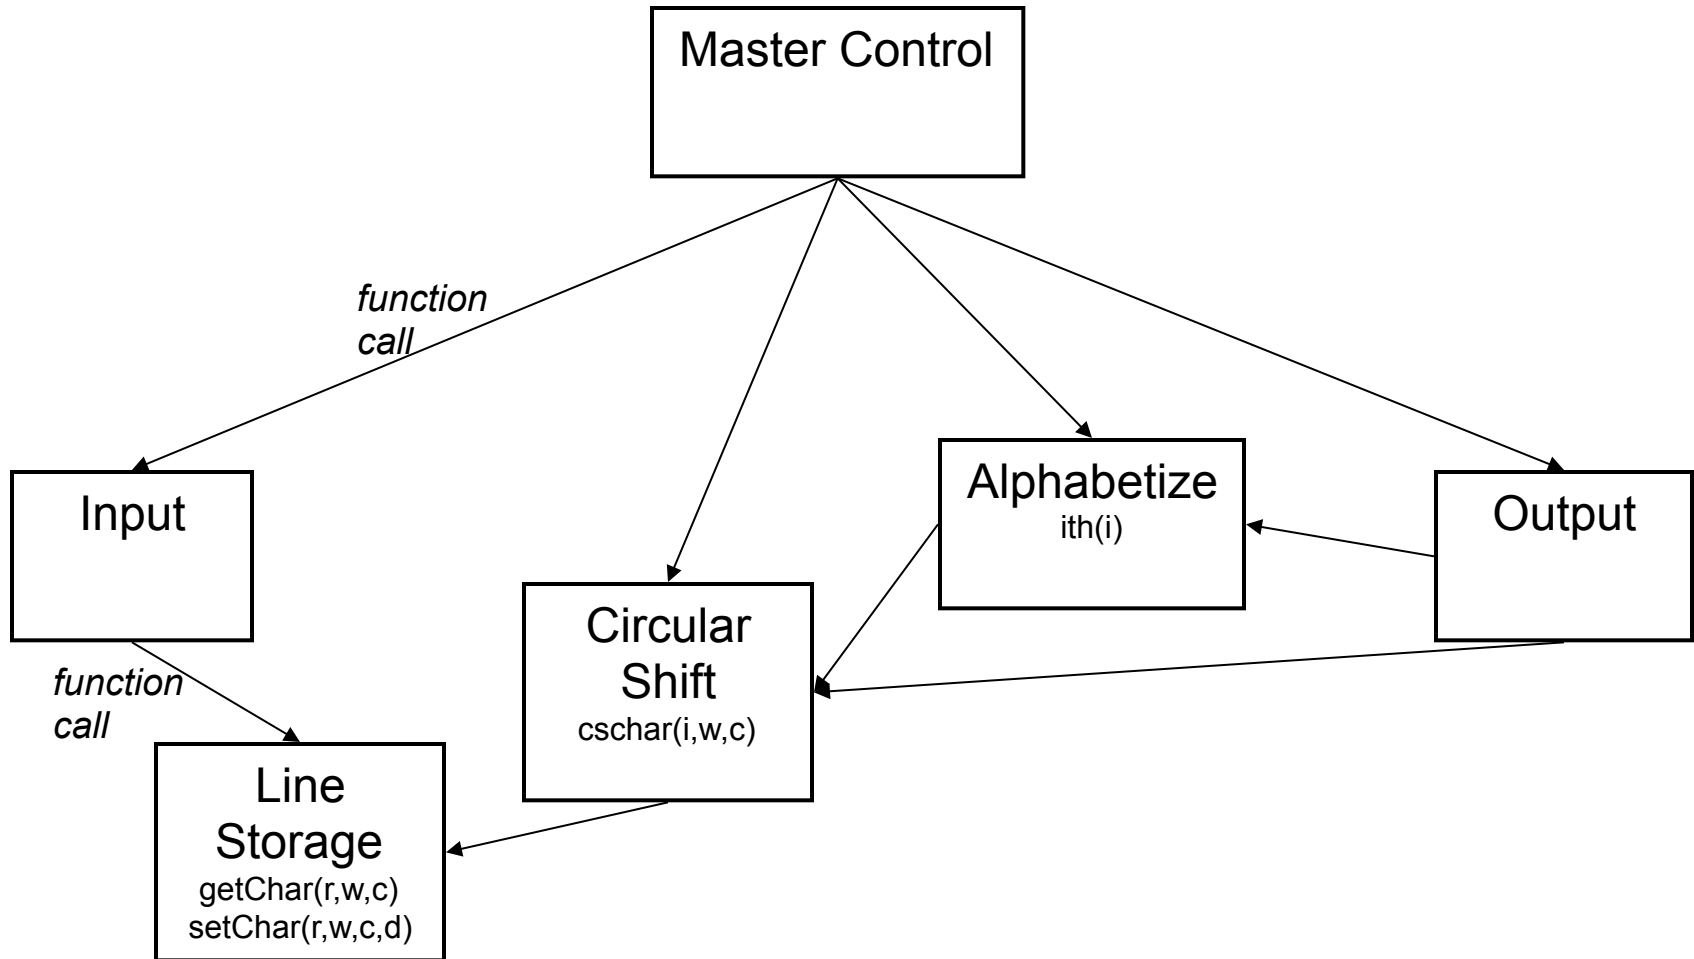 Master Control
function
call
Input
Alphabetize
ith(i)
Output
Circular
Shift
cschar(i,w,c)
function
call
Line
Storage
getChar(r,w,c)
setChar(r,w,c,d)